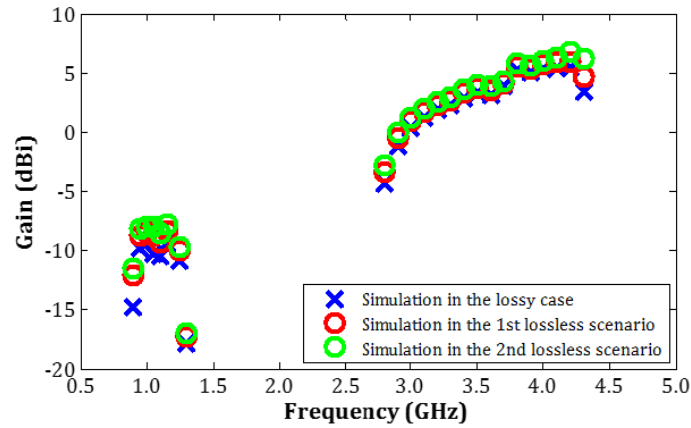 10
5
0
-5
-10
-15
-20
Gain (dBi)
Simulation in the lossy case
Simulation in the 1st lossless scenario
Simulation in the 2nd lossless scenario
0.5 1.0 1.5 2.0 2.5 3.0 3.5 4.0 4.5 5.0
Frequency (GHz)